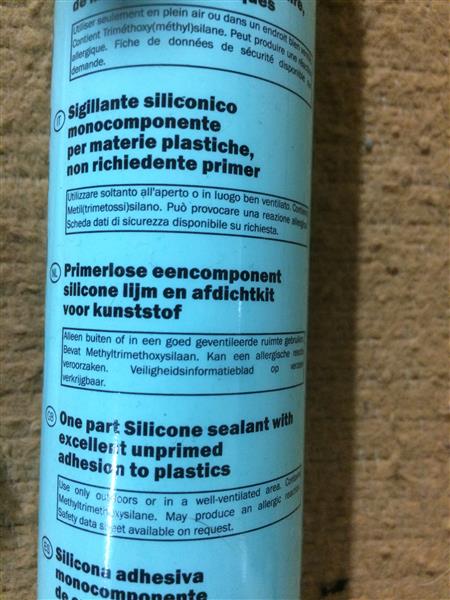 Utiliser seulement en plein air ou dans un endroit bien
Contient Triméthoxy(méthyl)silane. Peut produire une
allergique. Fiche de données de sécurité disponible
demande.
IT
Sigillante siliconico
monocomponente
per materie plastiche,
non richiedente primer
Utilizzare soltanto all'aperto o in luogo ben ventilato.
Metil(trimetossi)silano. Può provocare una reazione
Scheda dati di sicurezza disponibile su richiesta.
NL
Primerlose eencomponent
silicone lijm en afdichtkit
voor kunststof
Alleen buiten of in een goed geventileerde ruimte
Bevat Methyltrimethoxysilaan. Kan een allergische
veroorzaken. Veiligheidsinformatieblad op
verkrijgbaar.
GB
One part Silicone sealant with
excellent unprimed
adhesion to plastics
Use only outdoors or in a well-ventilated area.
Methyltrimethoxysilane. May produce an allergic
Safety data sheet available on request.
Silicona adhesiva
monocomponente